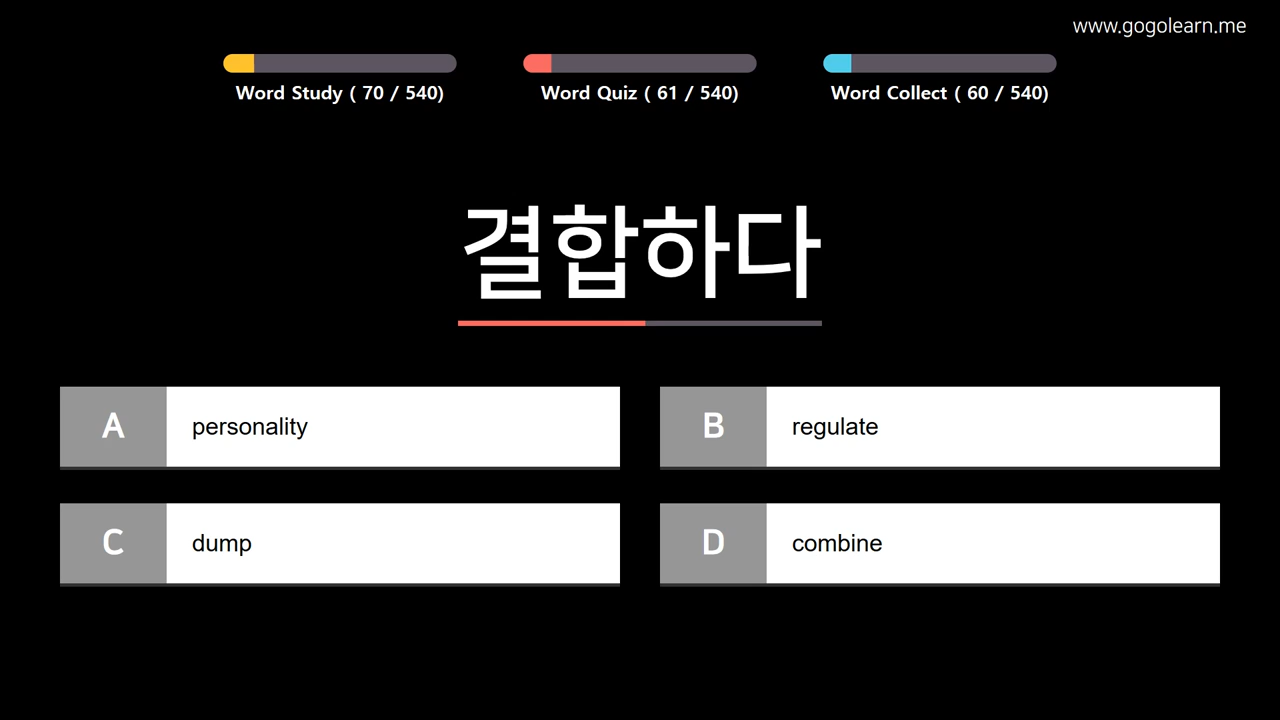 www.gogolearn.me
Word Study ( 70 / 540)
Word Quiz ( 61 / 540)
Word Collect ( 60 / 540)
결합하다
A personality
B regulate
C dump
D combine